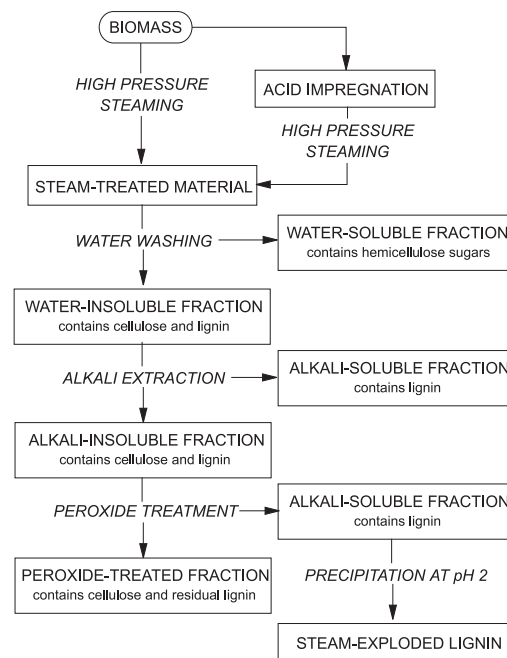 BIOMASS
HIGH PRESSURE
STEAMING
ACID IMPREGNATION
HIGH PRESSURE
STEAMING
STEAM-TREATED MATERIAL
WATER WASHING
WATER-SOLUBLE FRACTION
contains hemicellulose sugars
WATER-INSOLUBLE FRACTION
contains cellulose and lignin
ALKALI EXTRACTION
ALKALI-SOLUBLE FRACTION
contains lignin
ALKALI-INSOLUBLE FRACTION
contains cellulose and lignin
PEROXIDE TREATMENT
ALKALI-SOLUBLE FRACTION
contains lignin
PEROXIDE-TREATED FRACTION
contains cellulose and residual lignin
PRECIPITATION AT pH 2
STEAM-EXPLODED LIGNIN